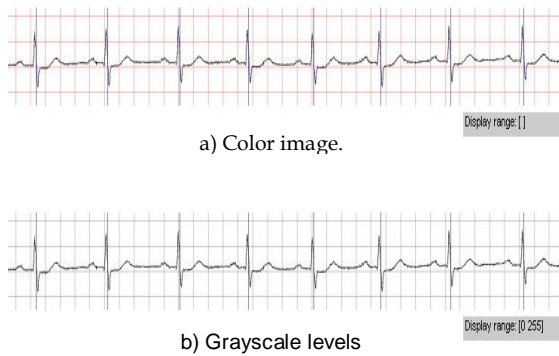 Display range: [ ]
a) Color image.
Display range: [0 255]
b) Grayscale levels